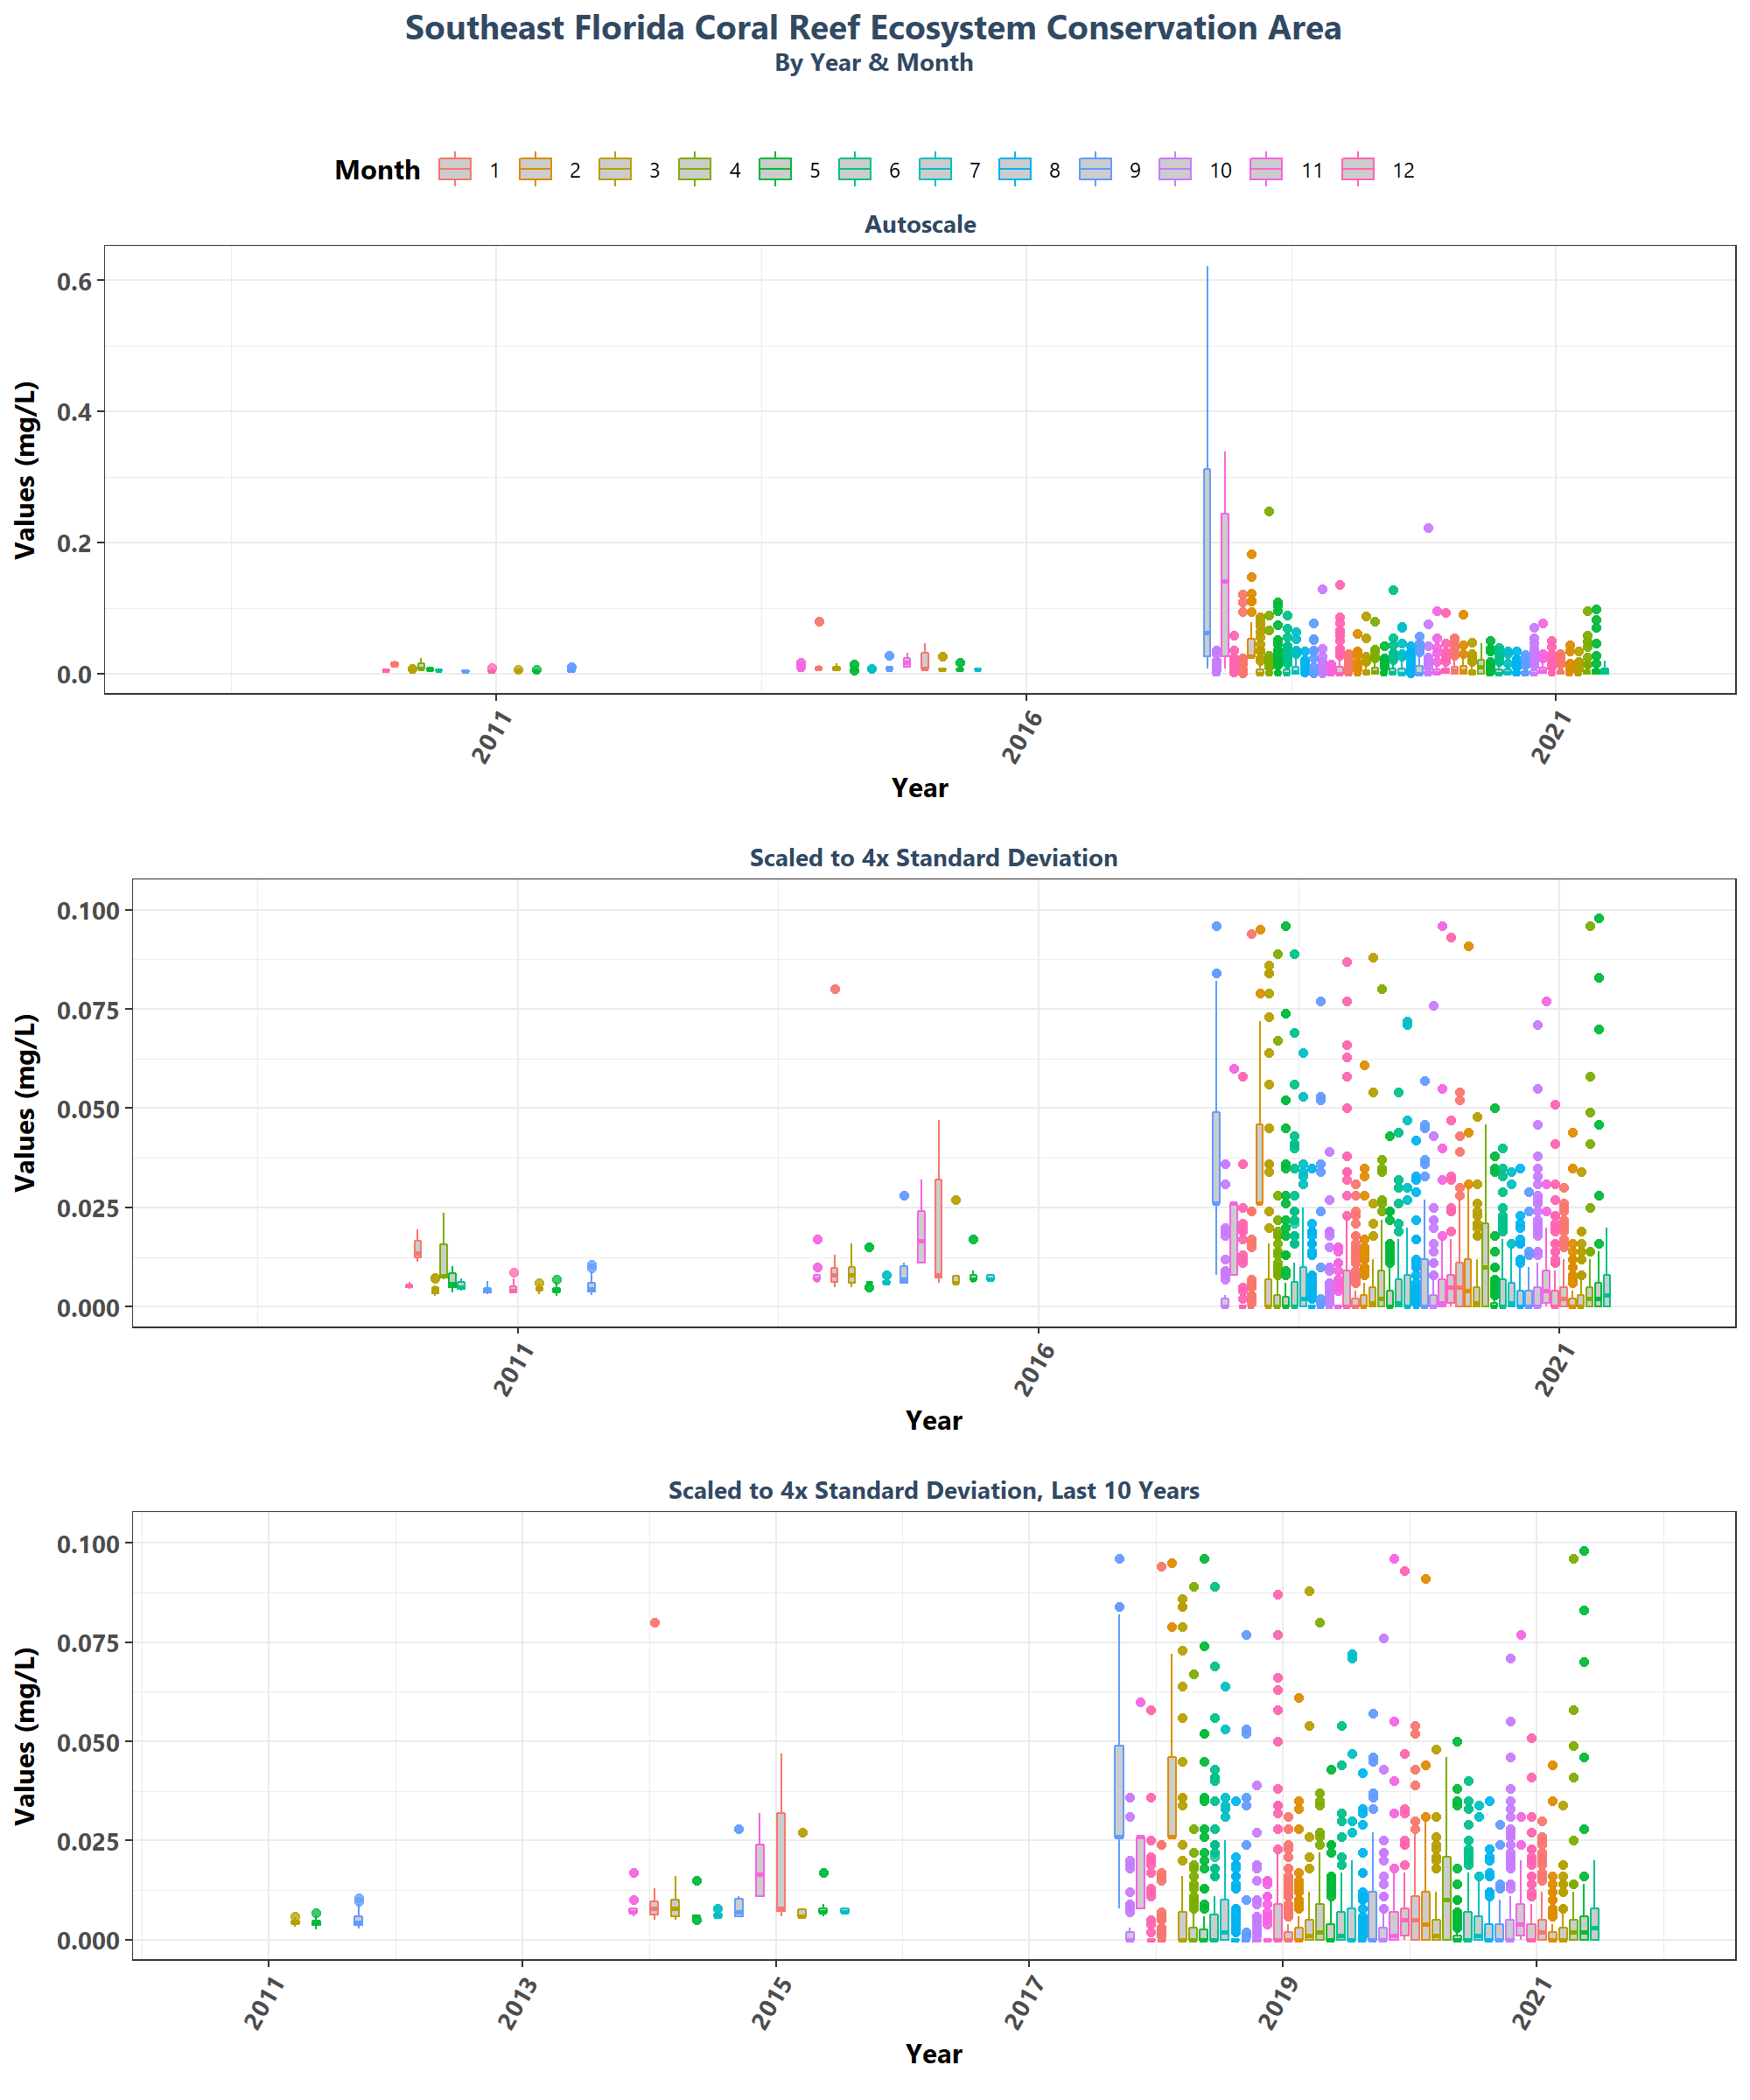 Southeast Florida Coral Reef Ecosystem Conservation Area
By Year & Month
Month 1 2 3 4 5 6 7 8 9 10 11 12
Autoscale
Values (mg/L)
0.6
0.4
0.2
0.0
2011 2016 2021
Year
Scaled to 4x Standard Deviation
Values (mg/L)
0.100
0.075
0.050
0.025
0.000
2011 2016 2021
Year
Scaled to 4x Standard Deviation, Last 10 Years
Values (mg/L)
0.100
0.075
0.050
0.025
0.000
2011 2013 2015 2017 2019 2021
Year